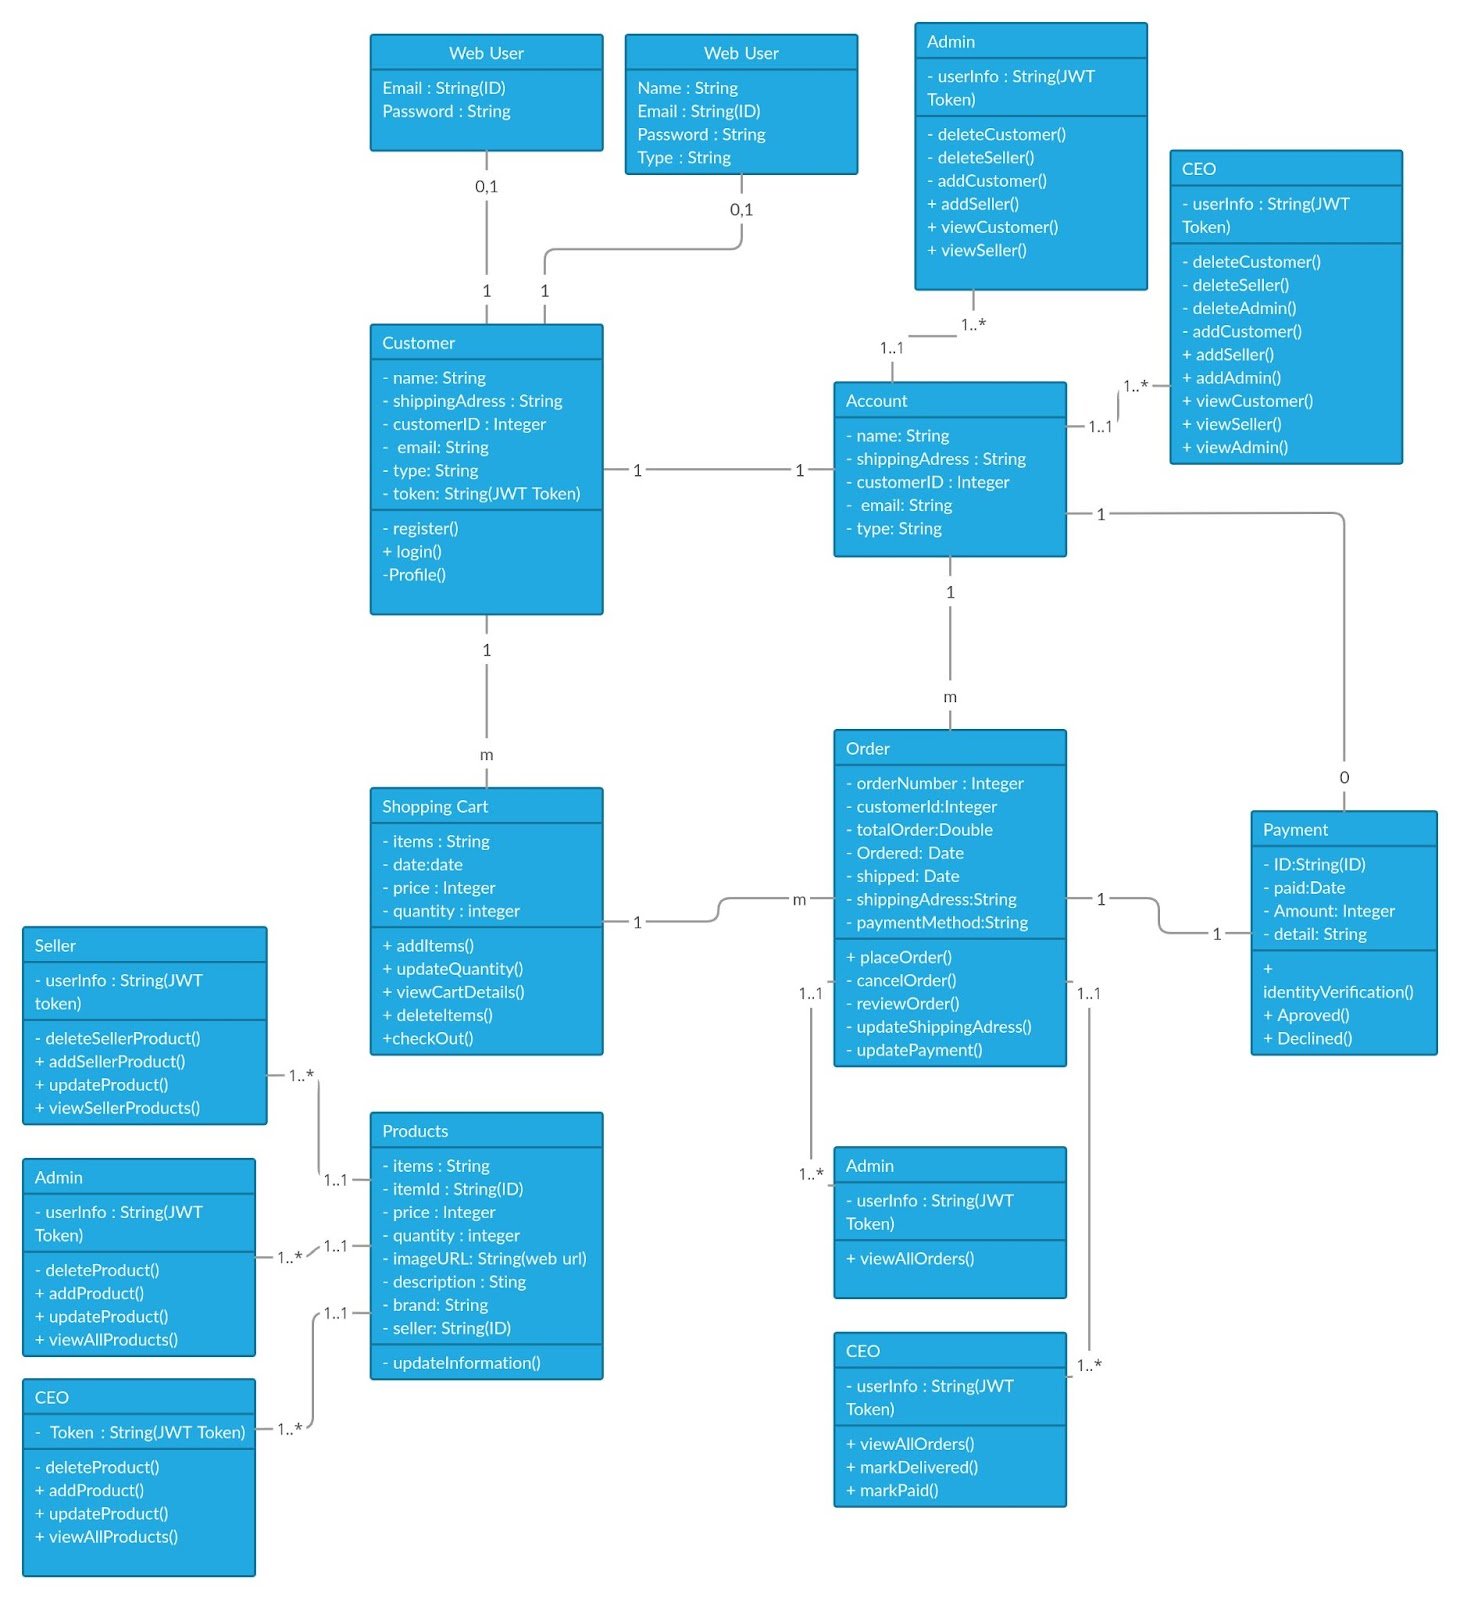 Web User
Email : String(ID)
Password : String
0,1
1
Web User
Name : String
Email : String(ID)
Password : String
Type : String
0,1
1
Admin
- userInfo : String(JWT
Token)
- deleteCustomer()
- deleteSeller()
- addCustomer()
+ addSeller()
+ viewCustomer()
+ viewSeller()
1..*
1..1
CEO
- userInfo : String(JWT
Token)
- deleteCustomer()
- deleteSeller()
- deleteAdmin()
- addCustomer()
+ addSeller()
+ addAdmin()
+ viewCustomer()
+ viewSeller()
+ viewAdmin()
1..*
1..1
Customer
- name: String
- shippingAdress : String
- customerID : Integer
- email: String
- type: String
- token: String(JWT Token)
- register()
+ login()
-Profile()
1
1
Account
- name: String
- shippingAdress : String
- customerID : Integer
- email: String
- type: String
1
0
1
m
1
m
Shopping Cart
- items : String
- date:date
- price : Integer
- quantity : integer
+ addItems()
+ updateQuantity()
+ viewCartDetails()
+ deleteItems()
+checkOut()
1
m
Order
- orderNumber : Integer
- customerId:Integer
- totalOrder:Double
- Ordered: Date
- shipped: Date
- shippingAdress:String
- paymentMethod:String
+ placeOrder()
- cancelOrder()
- reviewOrder()
- updateShippingAdress()
- updatePayment()
1
1
Payment
- ID:String(ID)
- paid:Date
- Amount: Integer
- detail: String
+
identityVerification()
+ Aproved()
+ Declined()
1..1
1..1
Seller
- userInfo : String(JWT
token)
- deleteSellerProduct()
+ addSellerProduct()
+ updateProduct()
+ viewSellerProducts()
1..*
1..1
Admin
- userInfo : String(JWT
Token)
- deleteProduct()
+ addProduct()
+ updateProduct()
+ viewAllProducts()
1..*
1..1
CEO
- Token : String(JWT Token)
- deleteProduct()
+ addProduct()
+ updateProduct()
+ viewAllProducts()
1..*
1..1
Products
- items : String
- itemId : String(ID)
- price : Integer
- quantity : integer
- imageURL: String(web url)
- description : Sting
- brand: String
- seller: String(ID)
- updateInformation()
1..*
Admin
- userInfo : String(JWT
Token)
+ viewAllOrders()
1..*
CEO
- userInfo : String(JWT
Token)
+ viewAllOrders()
+ markDelivered()
+ markPaid()